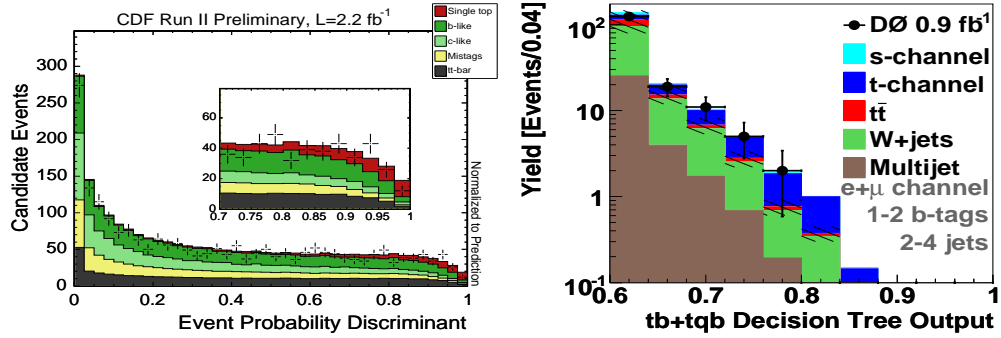 CDF Run II Preliminary, L=2.2 fb⁻¹
Single top
b-like
c-like
Mistags
tt-bar
Candidate Events
300
250
200
150
100
50
0
60
40
20
0
0.7 0.75 0.8 0.85 0.9 0.95 1
Normalized to Prediction
0 0.2 0.4 0.6 0.8 1
Event Probability Discriminant
Yield [Events/0.04]
10²
10
1
10⁻¹
DØ 0.9 fb⁻¹
s-channel
t-channel
tt̄
W+jets
Multijet
e+μ channel
1-2 b-tags
2-4 jets
0.6 0.7 0.8 0.9 1
tb+tqb Decision Tree Output